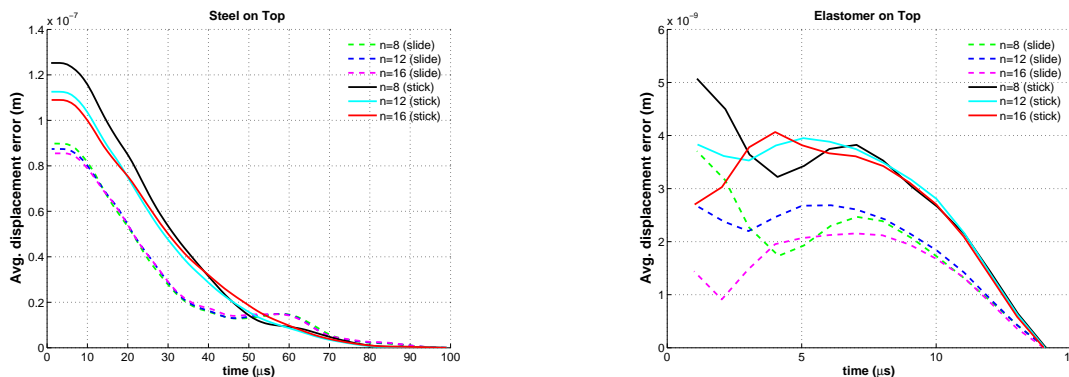 Steel on Top
x 10⁻⁷
1.4
1.2
1
0.8
0.6
0.4
0.2
0
Avg. displacement error (m)
n=8 (slide)
n=12 (slide)
n=16 (slide)
n=8 (stick)
n=12 (stick)
n=16 (stick)
0 10 20 30 40 50 60 70 80 90 100
time (μs)
Elastomer on Top
x 10⁻⁹
6
5
4
3
2
1
0
Avg. displacement error (m)
n=8 (slide)
n=12 (slide)
n=16 (slide)
n=8 (stick)
n=12 (stick)
n=16 (stick)
0 5 10 15
time (μs)